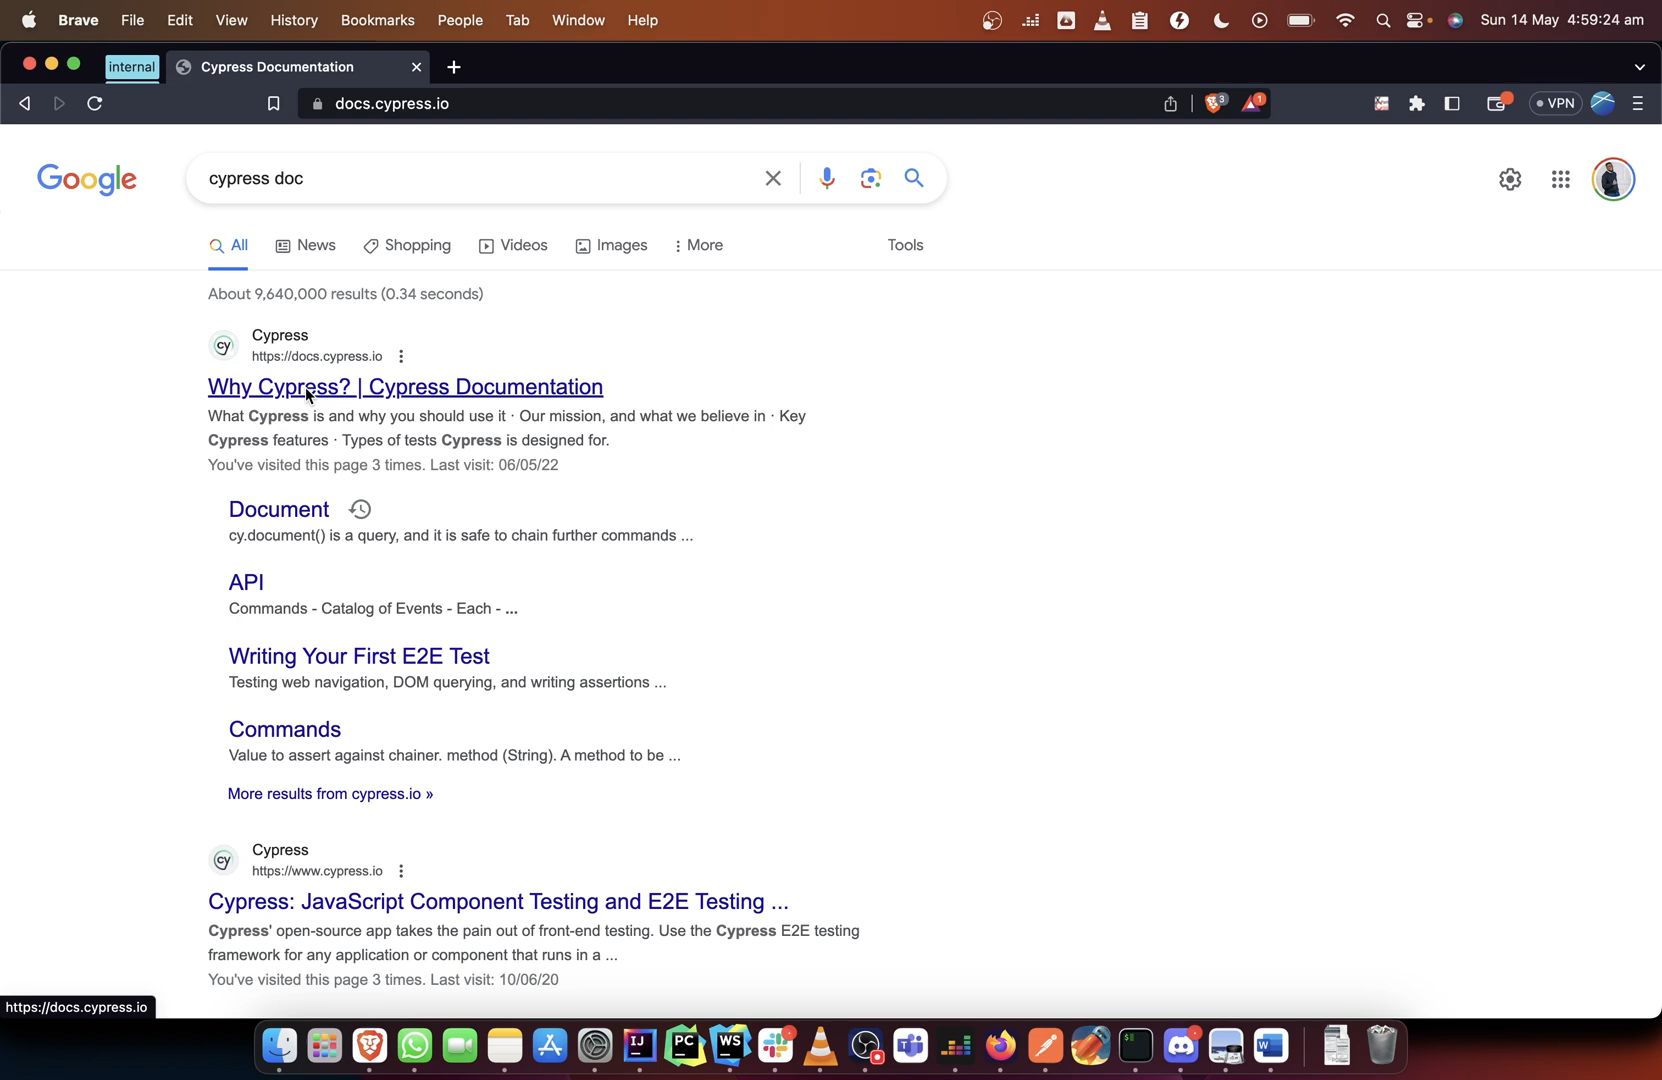 Brave File Edit View History Bookmarks People Tab Window Help Sun 14 May 4:59:24 am
internal Cypress Documentation
docs.cypress.io 3 1 VPN
Google cypress doc
All News Shopping Videos Images More Tools
About 9,640,000 results (0.34 seconds)
cy Cypress
https://docs.cypress.io
Why Cypress? | Cypress Documentation
What Cypress is and why you should use it · Our mission, and what we believe in · Key
Cypress features · Types of tests Cypress is designed for.
You've visited this page 3 times. Last visit: 06/05/22
Document
cy.document() is a query, and it is safe to chain further commands ...
API
Commands - Catalog of Events - Each - ...
Writing Your First E2E Test
Testing web navigation, DOM querying, and writing assertions ...
Commands
Value to assert against chainer. method (String). A method to be ...
More results from cypress.io »
cy Cypress
https://www.cypress.io
Cypress: JavaScript Component Testing and E2E Testing ...
Cypress' open-source app takes the pain out of front-end testing. Use the Cypress E2E testing
framework for any application or component that runs in a ...
You've visited this page 3 times. Last visit: 10/06/20
https://docs.cypress.io
IJ PC WS $ W